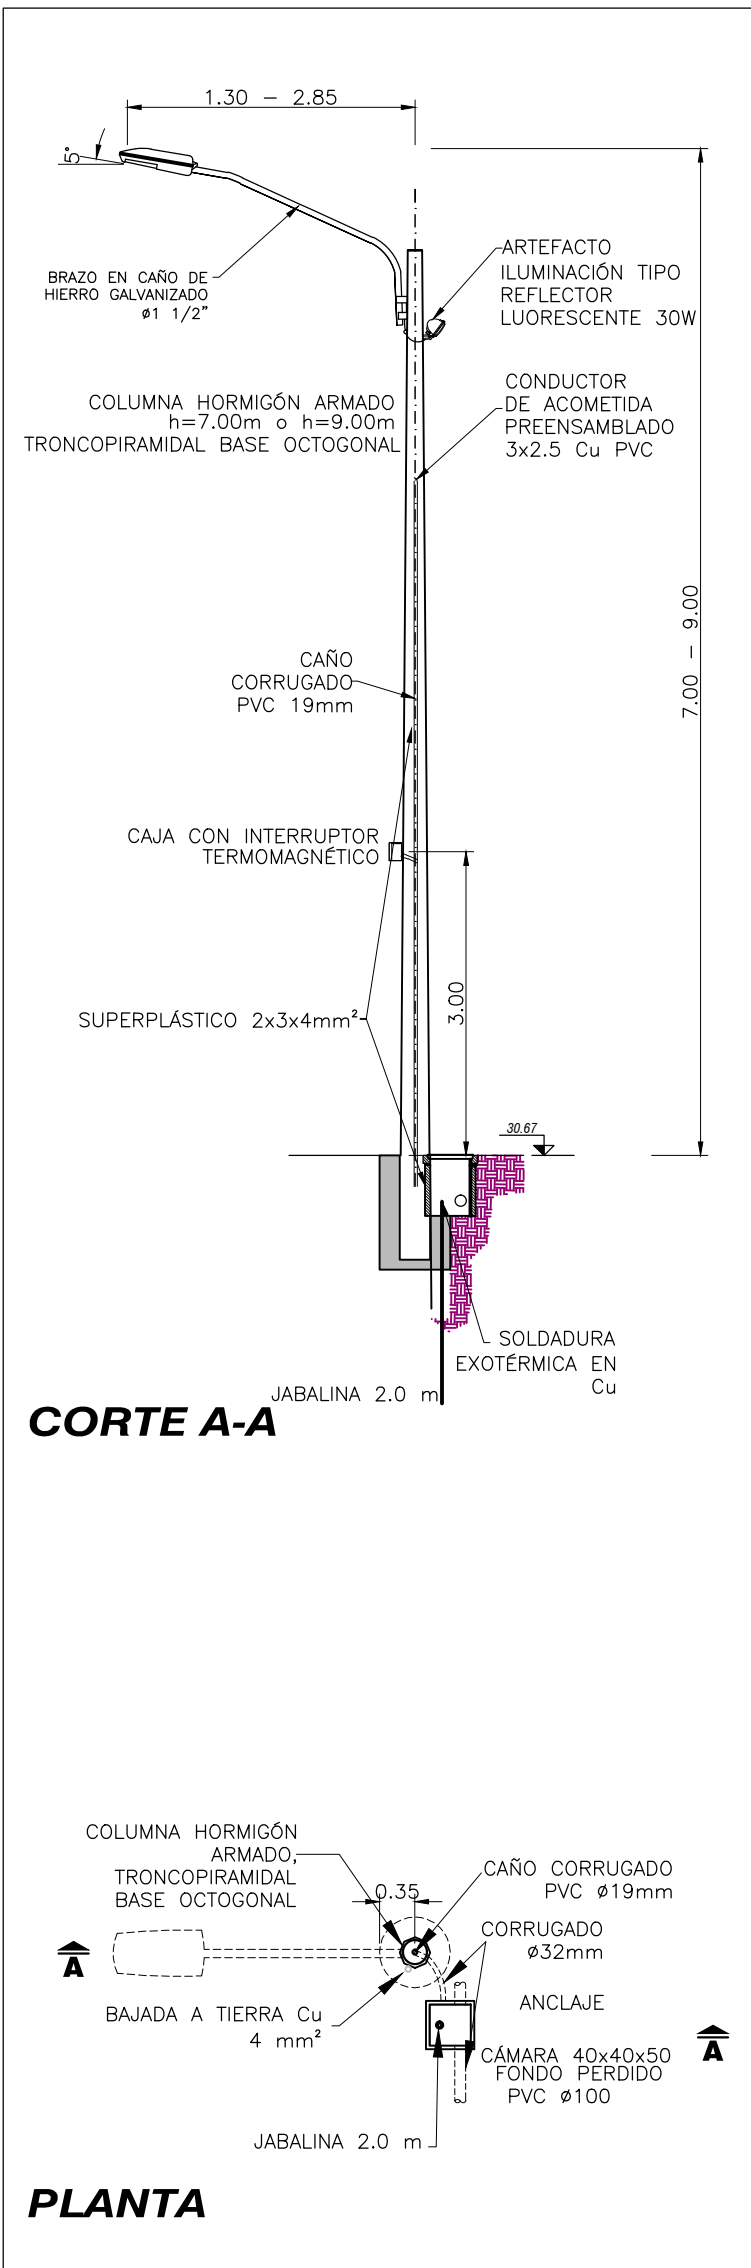 1.30 - 2.85
5°
BRAZO EN CAÑO DE
HIERRO GALVANIZADO
ø1 1/2”
ARTEFACTO
ILUMINACIÓN TIPO
REFLECTOR
LUORESCENTE 30W
COLUMNA HORMIGÓN ARMADO
h=7.00m o h=9.00m
TRONCOPIRAMIDAL BASE OCTOGONAL
CONDUCTOR
DE ACOMETIDA
PREENSAMBLADO
3x2.5 Cu PVC
7.00 - 9.00
CAÑO
CORRUGADO
PVC 19mm
CAJA CON INTERRUPTOR
TERMOMAGNÉTICO
3.00
SUPERPLÁSTICO 2x3x4mm²
30.67
SOLDADURA
EXOTÉRMICA EN
Cu
JABALINA 2.0 m
CORTE A-A
COLUMNA HORMIGÓN
ARMADO,
TRONCOPIRAMIDAL
BASE OCTOGONAL
0.35
CAÑO CORRUGADO
PVC ø19mm
CORRUGADO
ø32mm
A
BAJADA A TIERRA Cu
4 mm²
ANCLAJE
A
CÁMARA 40x40x50
FONDO PERDIDO
PVC ø100
JABALINA 2.0 m
PLANTA